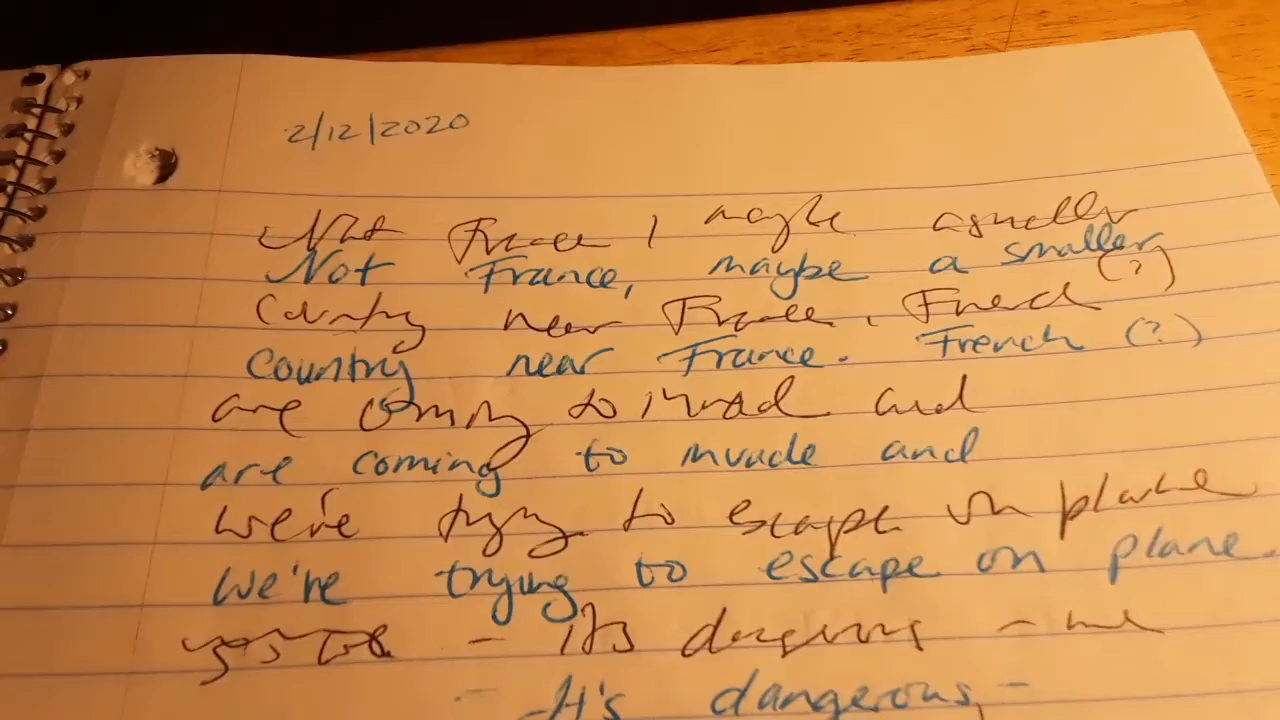 2/12/2020
Not France, maybe a smaller
Not France, maybe a smaller
country near France. French (?)
country near France. French (?)
are coming to invade and
are coming to invade and
we're trying to escape on plane
we're trying to escape on plane.
- it's dangerous -
- It's dangerous, -